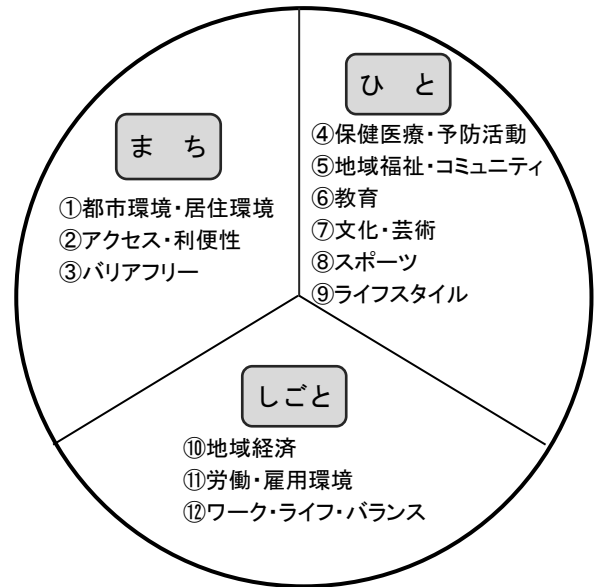 まち
①都市環境・居住環境
②アクセス・利便性
③バリアフリー
ひと
④保健医療・予防活動
⑤地域福祉・コミュニティ
⑥教育
⑦文化・芸術
⑧スポーツ
⑨ライフスタイル
しごと
⑩地域経済
⑪労働・雇用環境
⑫ワーク・ライフ・バランス